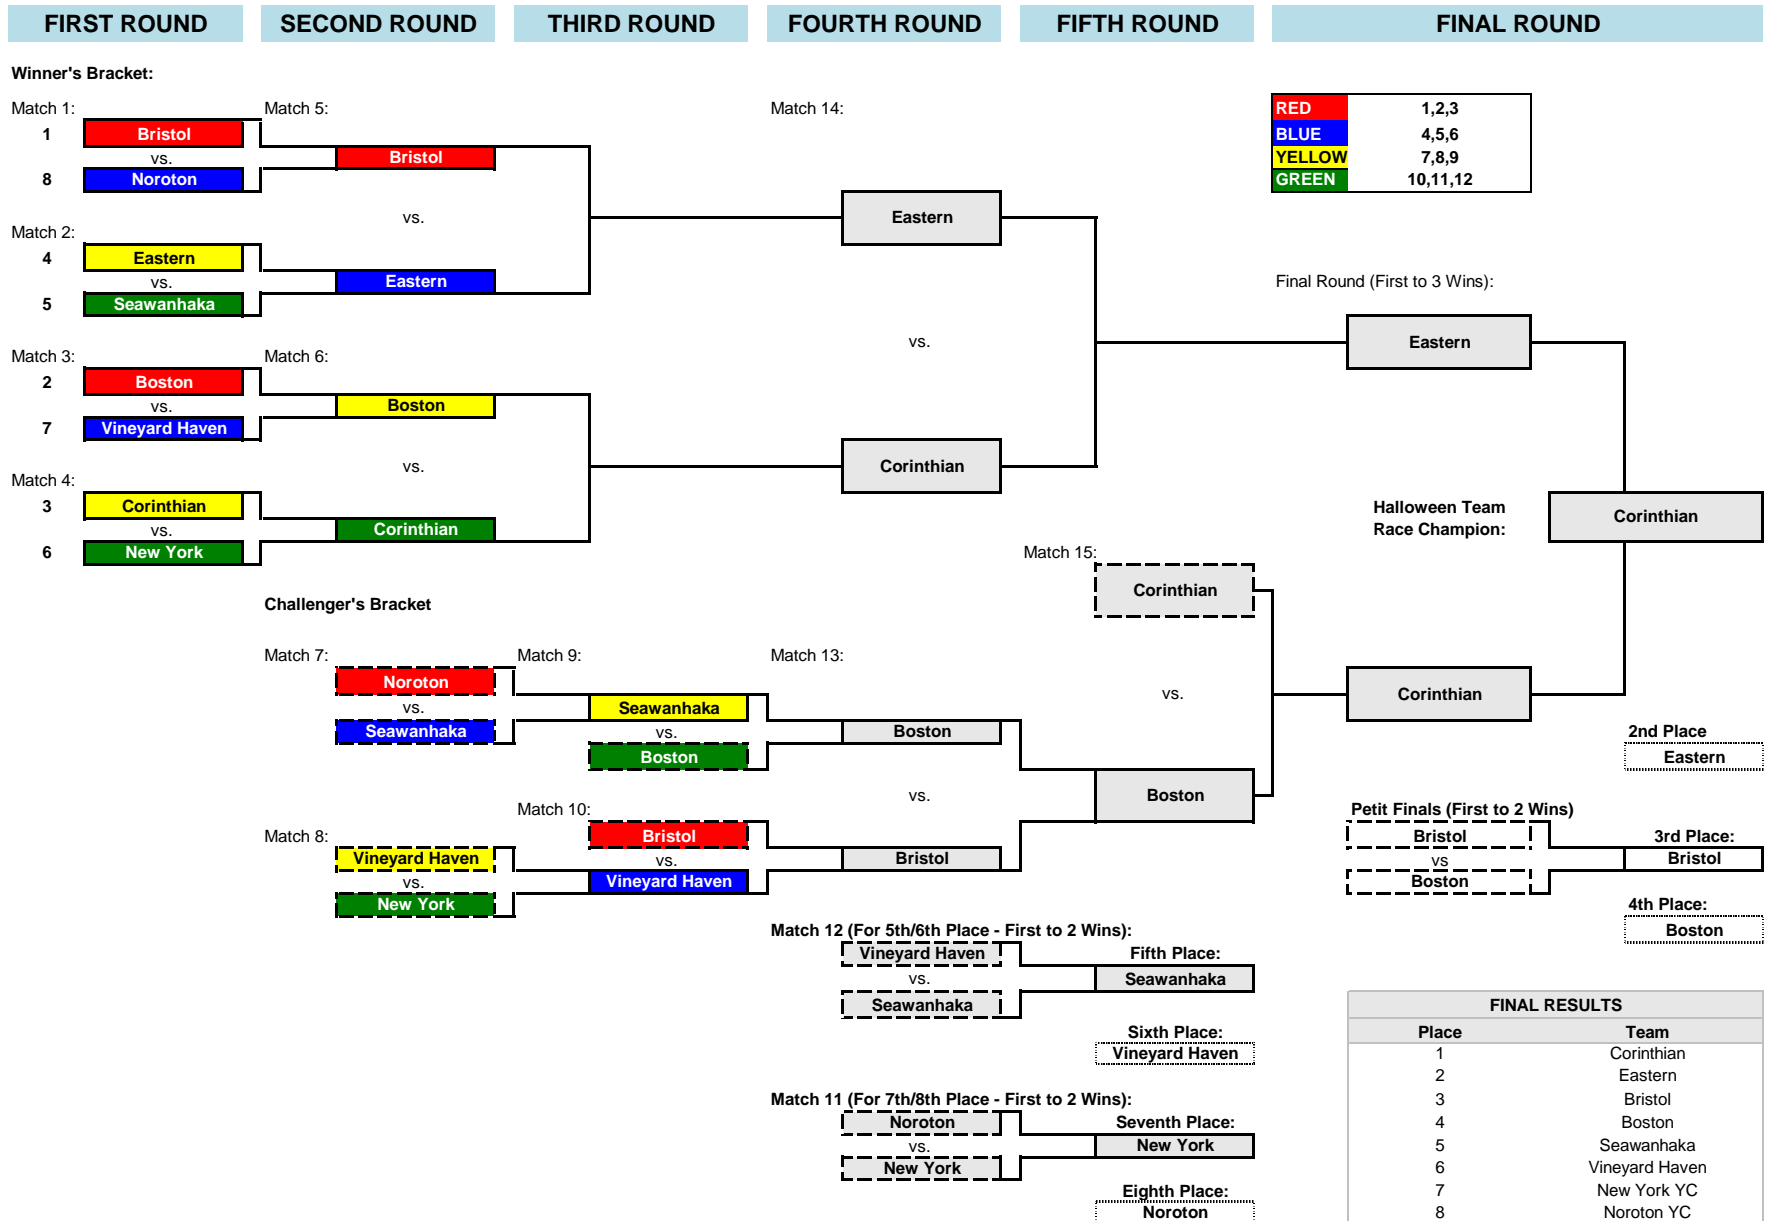 FIRST ROUND SECOND ROUND THIRD ROUND FOURTH ROUND FIFTH ROUND FINAL ROUND
Winner's Bracket:
Match 1: Match 5: Match 14:
RED 1,2,3
1 Bristol
BLUE 4,5,6
vs. Bristol
YELLOW 7,8,9
8 Noroton
GREEN 10,11,12
vs. Eastern
Match 2:
4 Eastern
vs. Eastern
Final Round (First to 3 Wins):
5 Seawanhaka
vs. Eastern
Match 3: Match 6:
2 Boston
vs. Boston
7 Vineyard Haven
vs. Corinthian
Match 4:
3 Corinthian
Halloween Team
Race Champion:
Corinthian
vs. Corinthian
6 New York
Match 15:
Corinthian
Challenger's Bracket
Match 7: Match 9: Match 13:
Noroton
vs. Seawanhaka
vs. Corinthian
Seawanhaka vs. Boston
2nd Place
Boston
Eastern
vs. Boston
Match 10:
Petit Finals (First to 2 Wins)
Match 8: Bristol
Bristol 3rd Place:
Vineyard Haven vs. Bristol
vs Bristol
vs. Vineyard Haven
Boston
New York
4th Place:
Boston
Match 12 (For 5th/6th Place - First to 2 Wins):
Vineyard Haven Fifth Place:
vs. Seawanhaka
Seawanhaka
Sixth Place:
Vineyard Haven
Match 11 (For 7th/8th Place - First to 2 Wins):
Noroton Seventh Place:
vs. New York
New York
Eighth Place:
Noroton
FINAL RESULTS
Place Team
1 Corinthian
2 Eastern
3 Bristol
4 Boston
5 Seawanhaka
6 Vineyard Haven
7 New York YC
8 Noroton YC